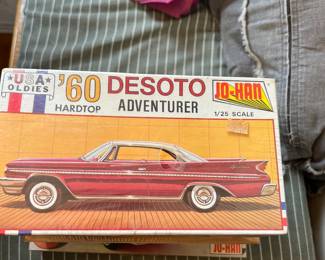 USA
OLDIES
'60 DESOTO
HARDTOP ADVENTURER
JO-HAN
1/25 SCALE
JO-HAN